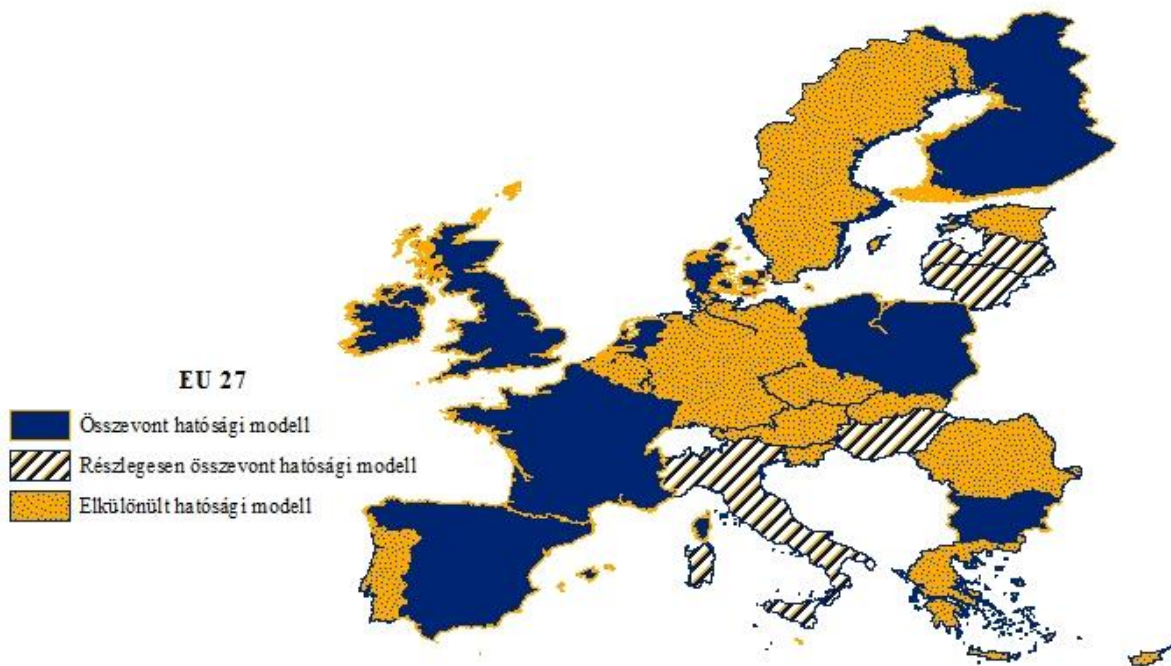 EU 27
Összevont hatósági modell
Részlegesen összevont hatósági modell
Elkülönült hatósági modell